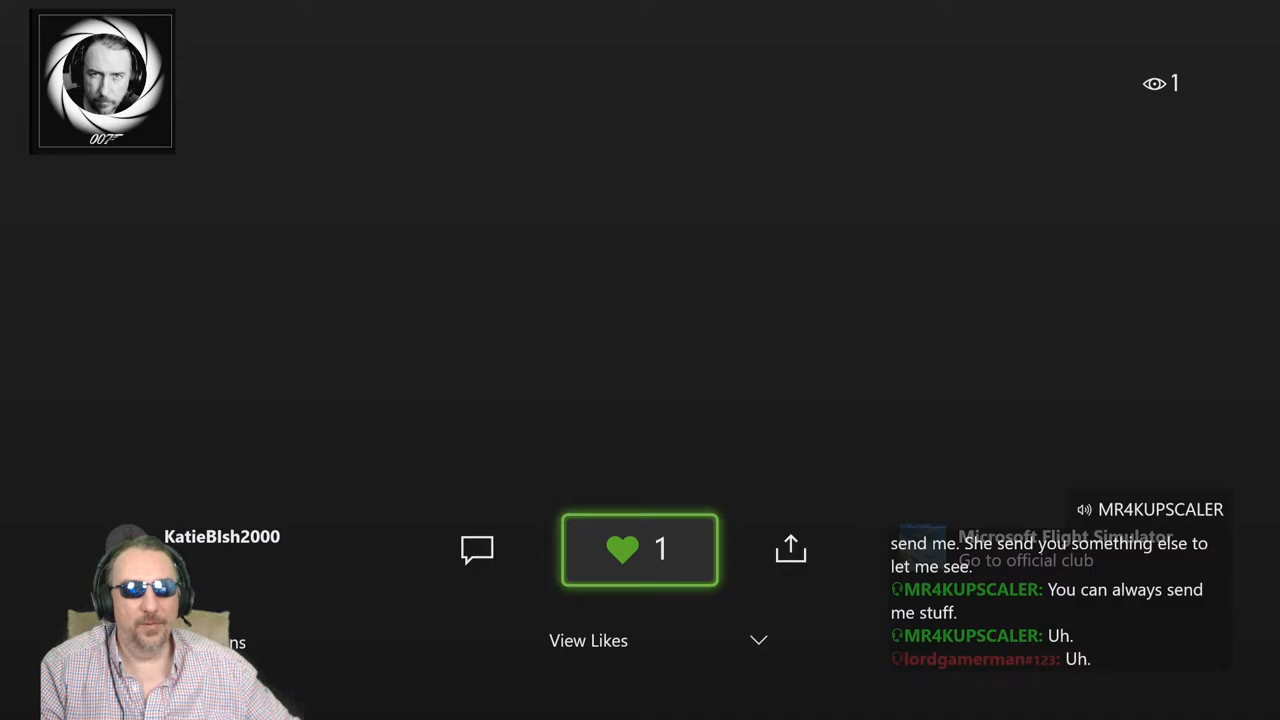 007
1
KatieBIsh2000
ns
1
View Likes
MR4KUPSCALER
Microsoft Flight Simulator
Go to official club
send me. She send you something else to
let me see.
MR4KUPSCALER: You can always send
me stuff.
MR4KUPSCALER: Uh.
lordgamerman#123: Uh.